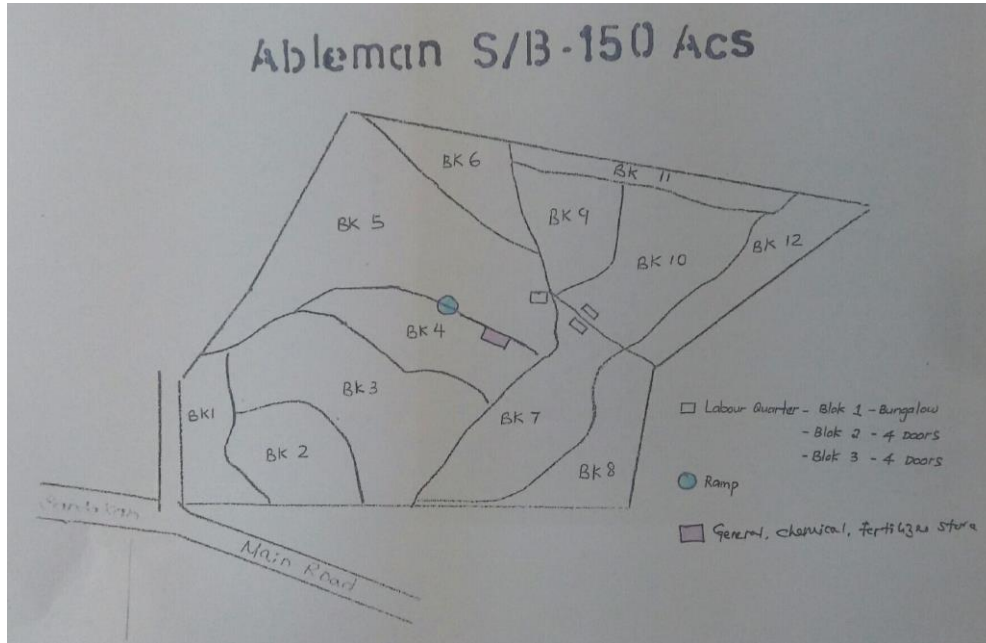 Ableman S/B-150 Acs
BK 6
BK 11
BK 5
BK 9
BK 12
BK 10
BK 4
BK 3
BK1
BK 7
BK 2
BK 8
Labour Quarter - Blok 1 - Bungalow
- Blok 2 - 4 Doors
- Blok 3 - 4 Doors
Ramp
General, chemical, fertilizer store
Sandakan
Main Road